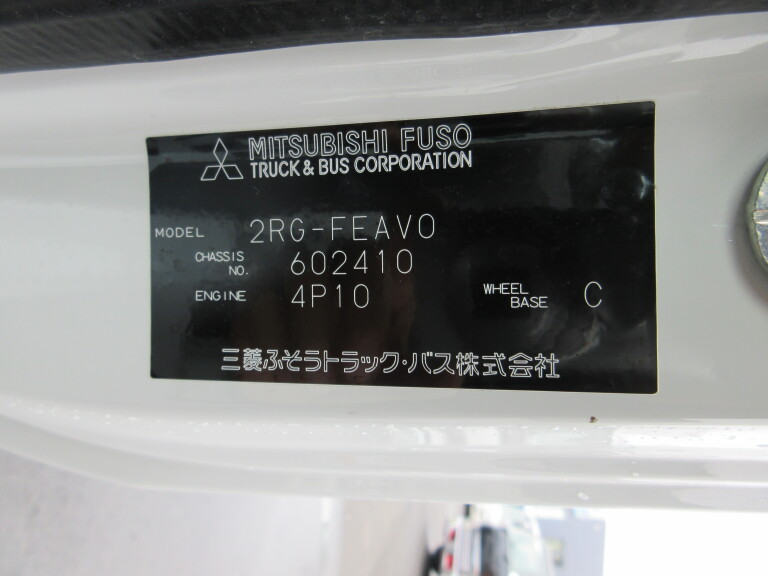 MITSUBISHI FUSO
TRUCK & BUS CORPORATION
MODEL 2RG-FEAV0
CHASSIS NO. 602410
ENGINE 4P10 WHEEL BASE C
三菱ふそうトラック・バス株式会社